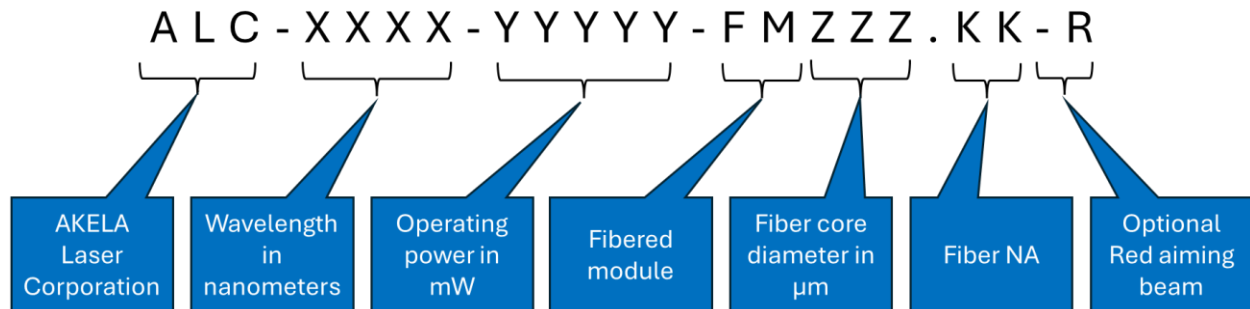 ALC-XXXX-YYYYY-FMZZZ.KK-R
AKELA
Laser
Corporation
Wavelength
in
nanometers
Operating
power in
mW
Fibered
module
Fiber core
diameter in
µm
Fiber NA
Optional
Red aiming
beam